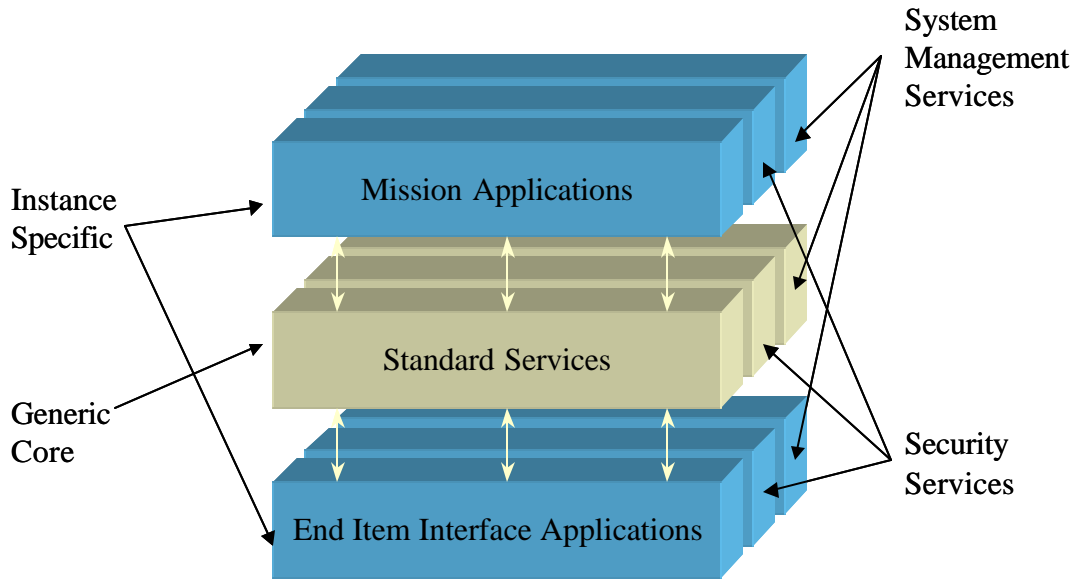 System
Management
Services
Mission Applications
Instance
Specific
Standard Services
Generic
Core
Security
Services
End Item Interface Applications